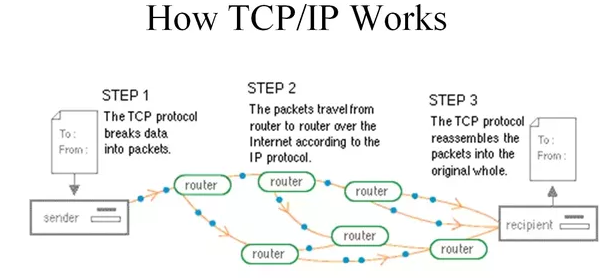 How TCP/IP Works
STEP 1
The TCP protocol
breaks data
into packets.
STEP 2
The packets travel from
router to router over the
Internet according to the
IP protocol.
STEP 3
The TCP protocol
reassembles the
packets into the
original whole.
To :
From :
To :
From :
sender
router
router
router
router
router
router
recipient